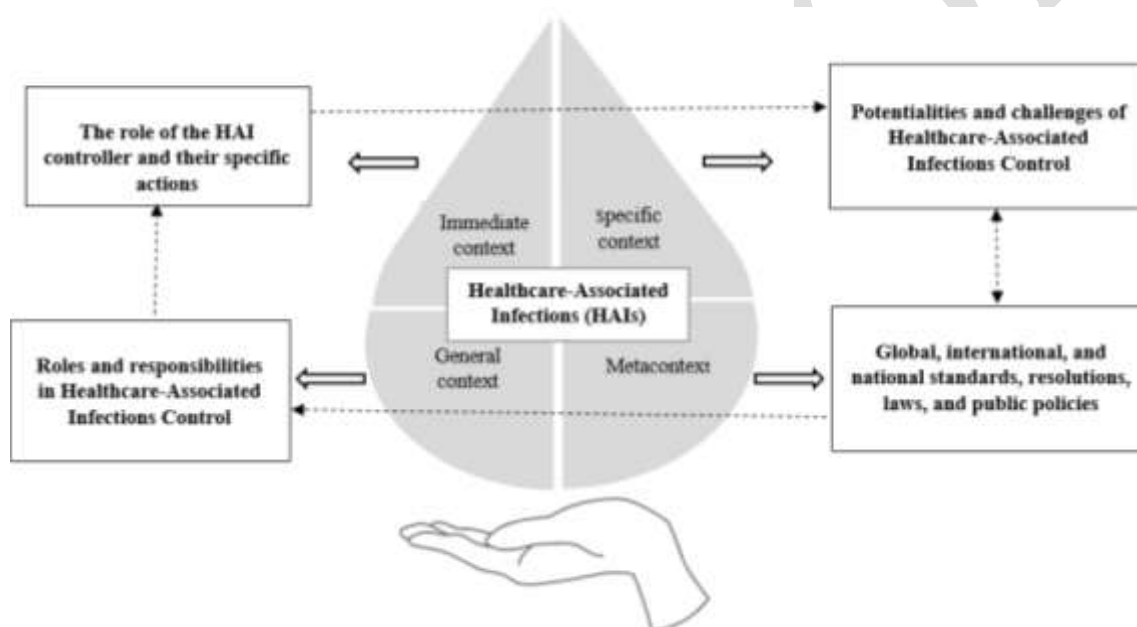 The role of the HAI
controller and their specific
actions
Potentialities and challenges of
Healthcare-Associated
Infections Control
Immediate
context
specific
context
Healthcare-Associated
Infections (HAIs)
General
context
Metacontext
Roles and responsibilities
in Healthcare-Associated
Infections Control
Global, international, and
national standards, resolutions,
laws, and public policies